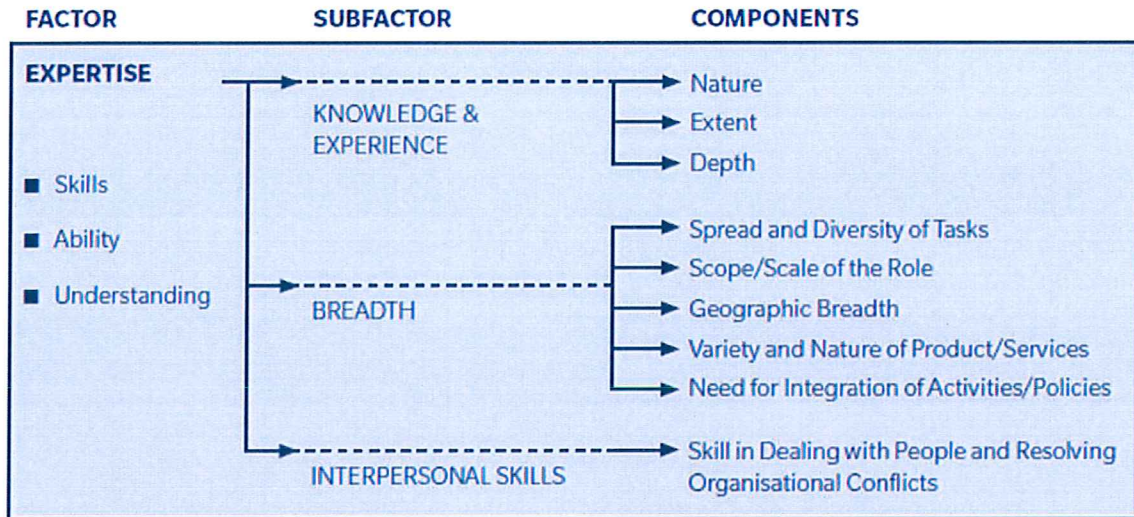 FACTOR SUBFACTOR COMPONENTS
EXPERTISE
Skills
Ability
Understanding
KNOWLEDGE &
EXPERIENCE
Nature
Extent
Depth
BREADTH
Spread and Diversity of Tasks
Scope/Scale of the Role
Geographic Breadth
Variety and Nature of Product/Services
Need for Integration of Activities/Policies
INTERPERSONAL SKILLS
Skill in Dealing with People and Resolving
Organisational Conflicts